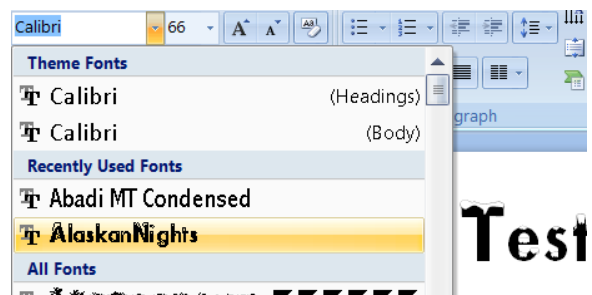 Calibri 66
Theme Fonts
Calibri (Headings)
Calibri (Body)
graph
Recently Used Fonts
Abadi MT Condensed
AlaskanNights
Test
All Fonts